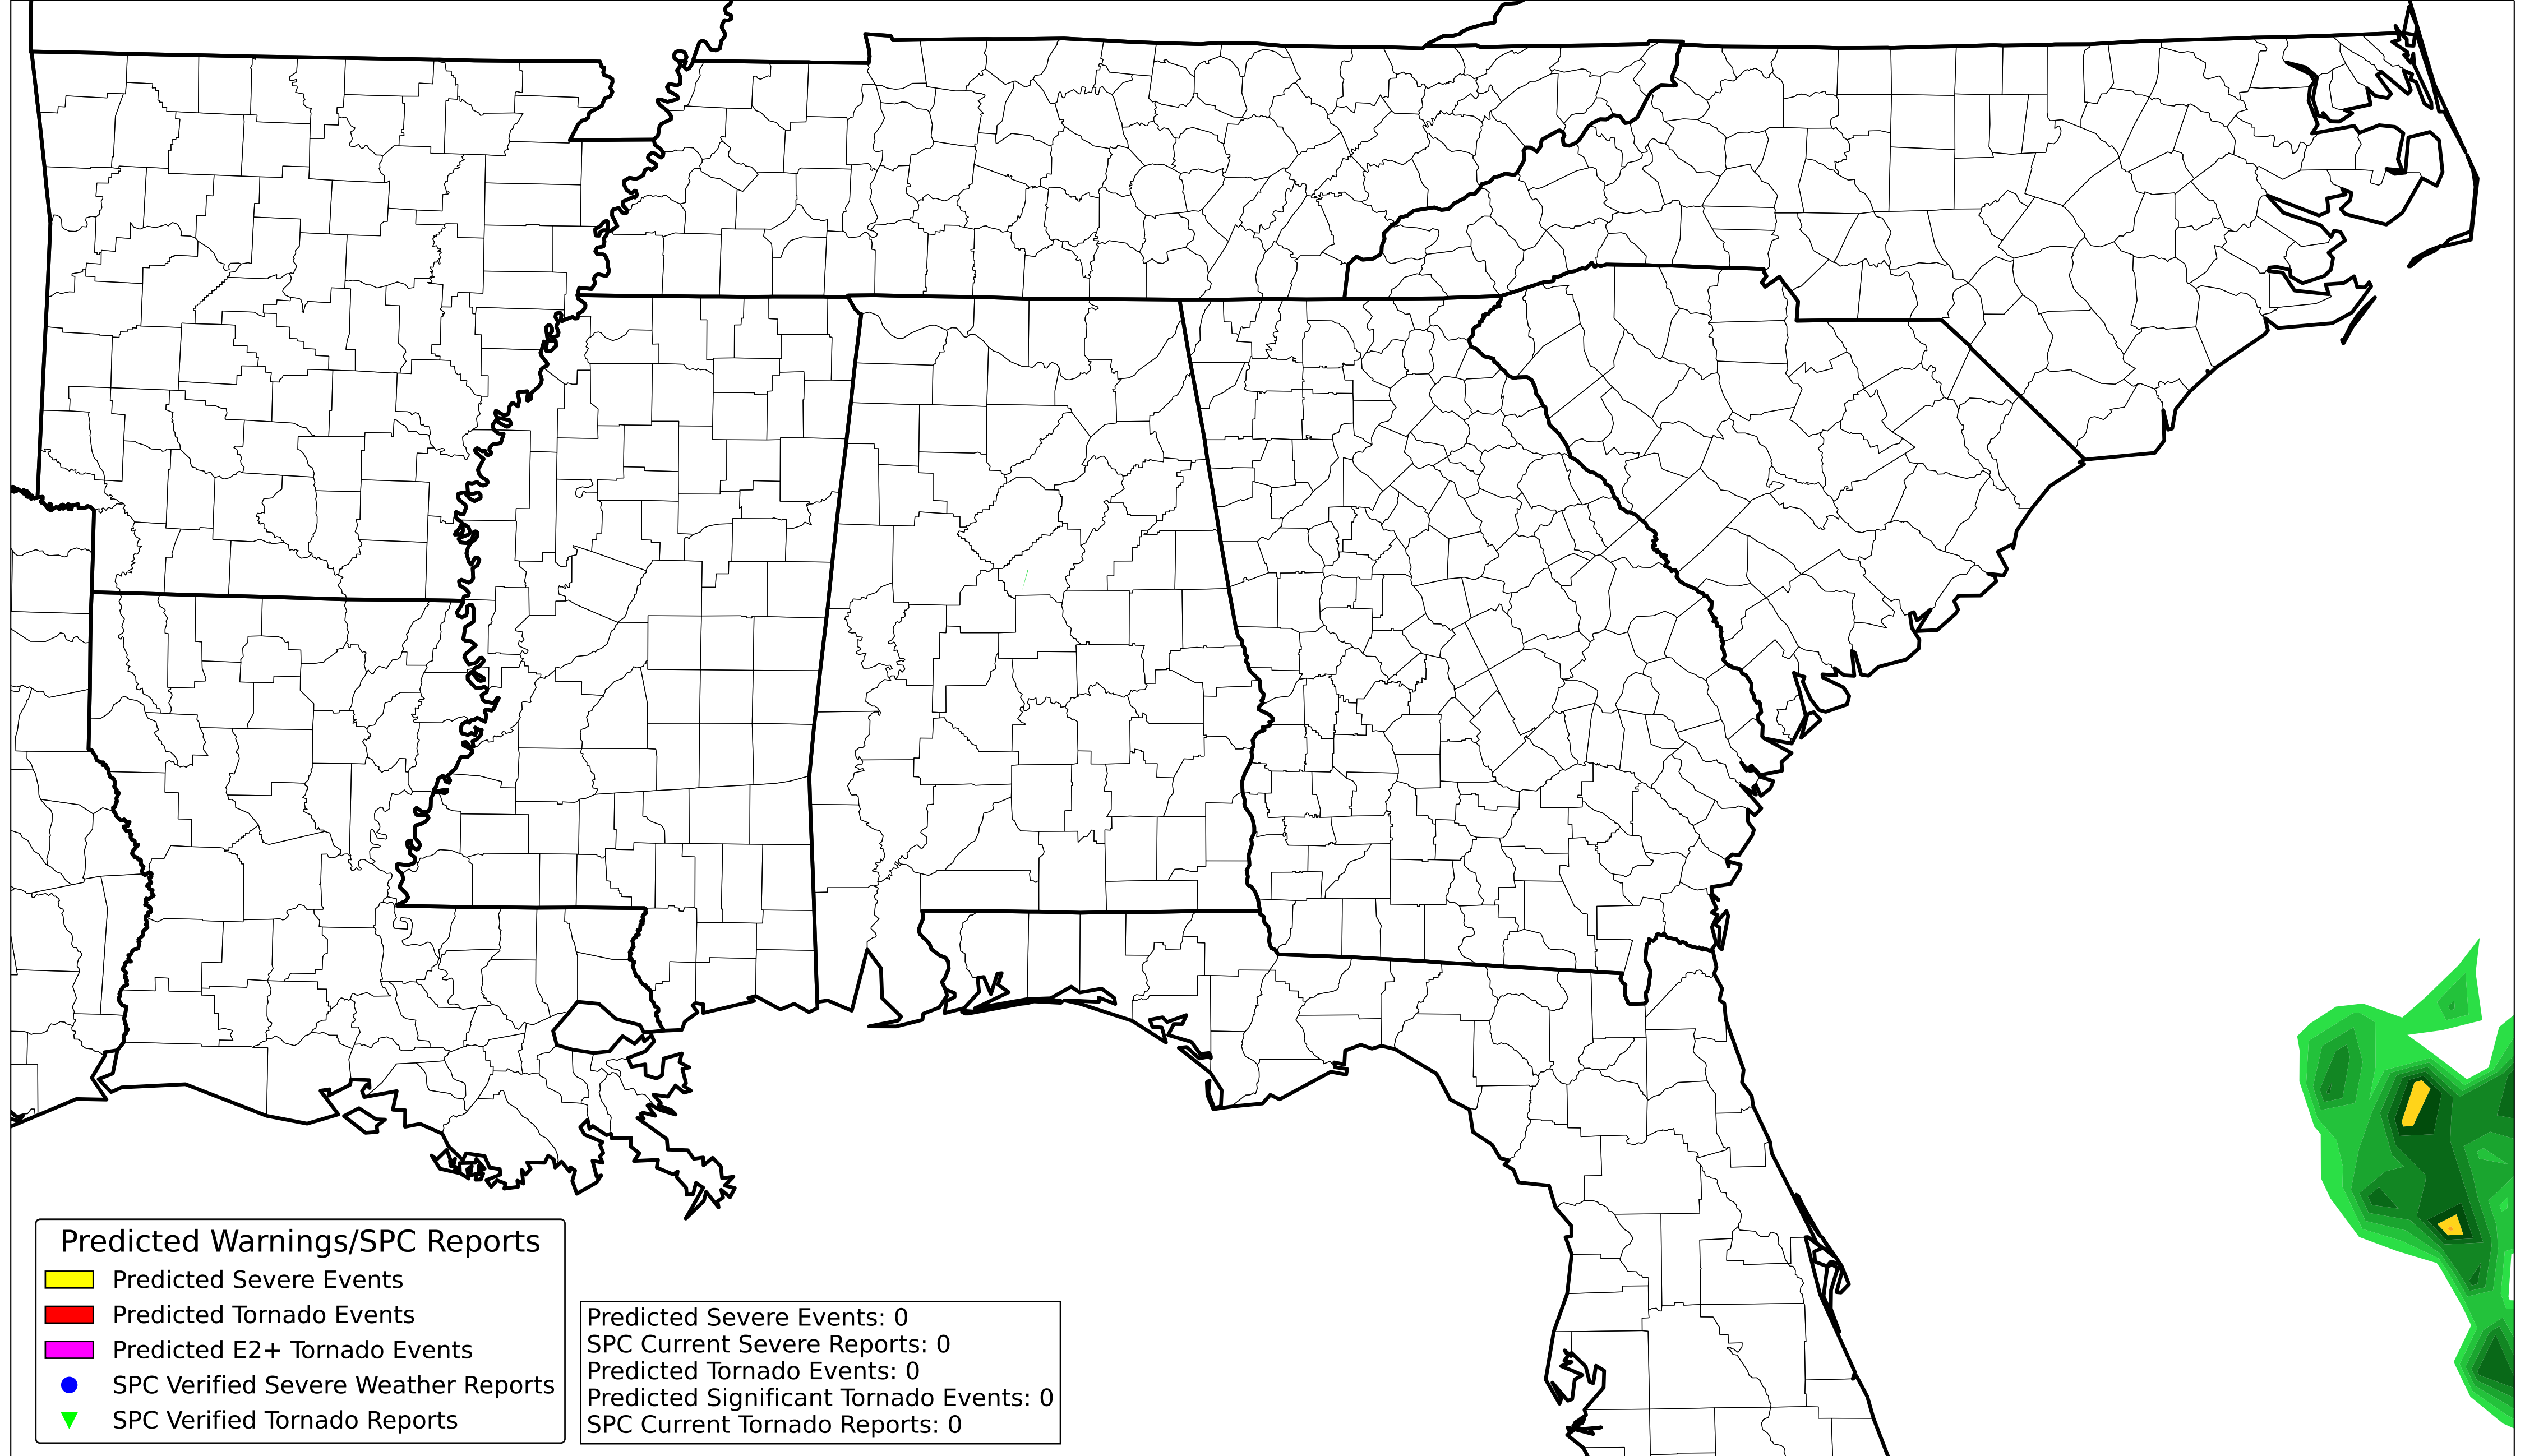 Predicted Warnings/SPC Reports
Predicted Severe Events
Predicted Tornado Events
Predicted E2+ Tornado Events
SPC Verified Severe Weather Reports
SPC Verified Tornado Reports
Predicted Severe Events: 0
SPC Current Severe Reports: 0
Predicted Tornado Events: 0
Predicted Significant Tornado Events: 0
SPC Current Tornado Reports: 0